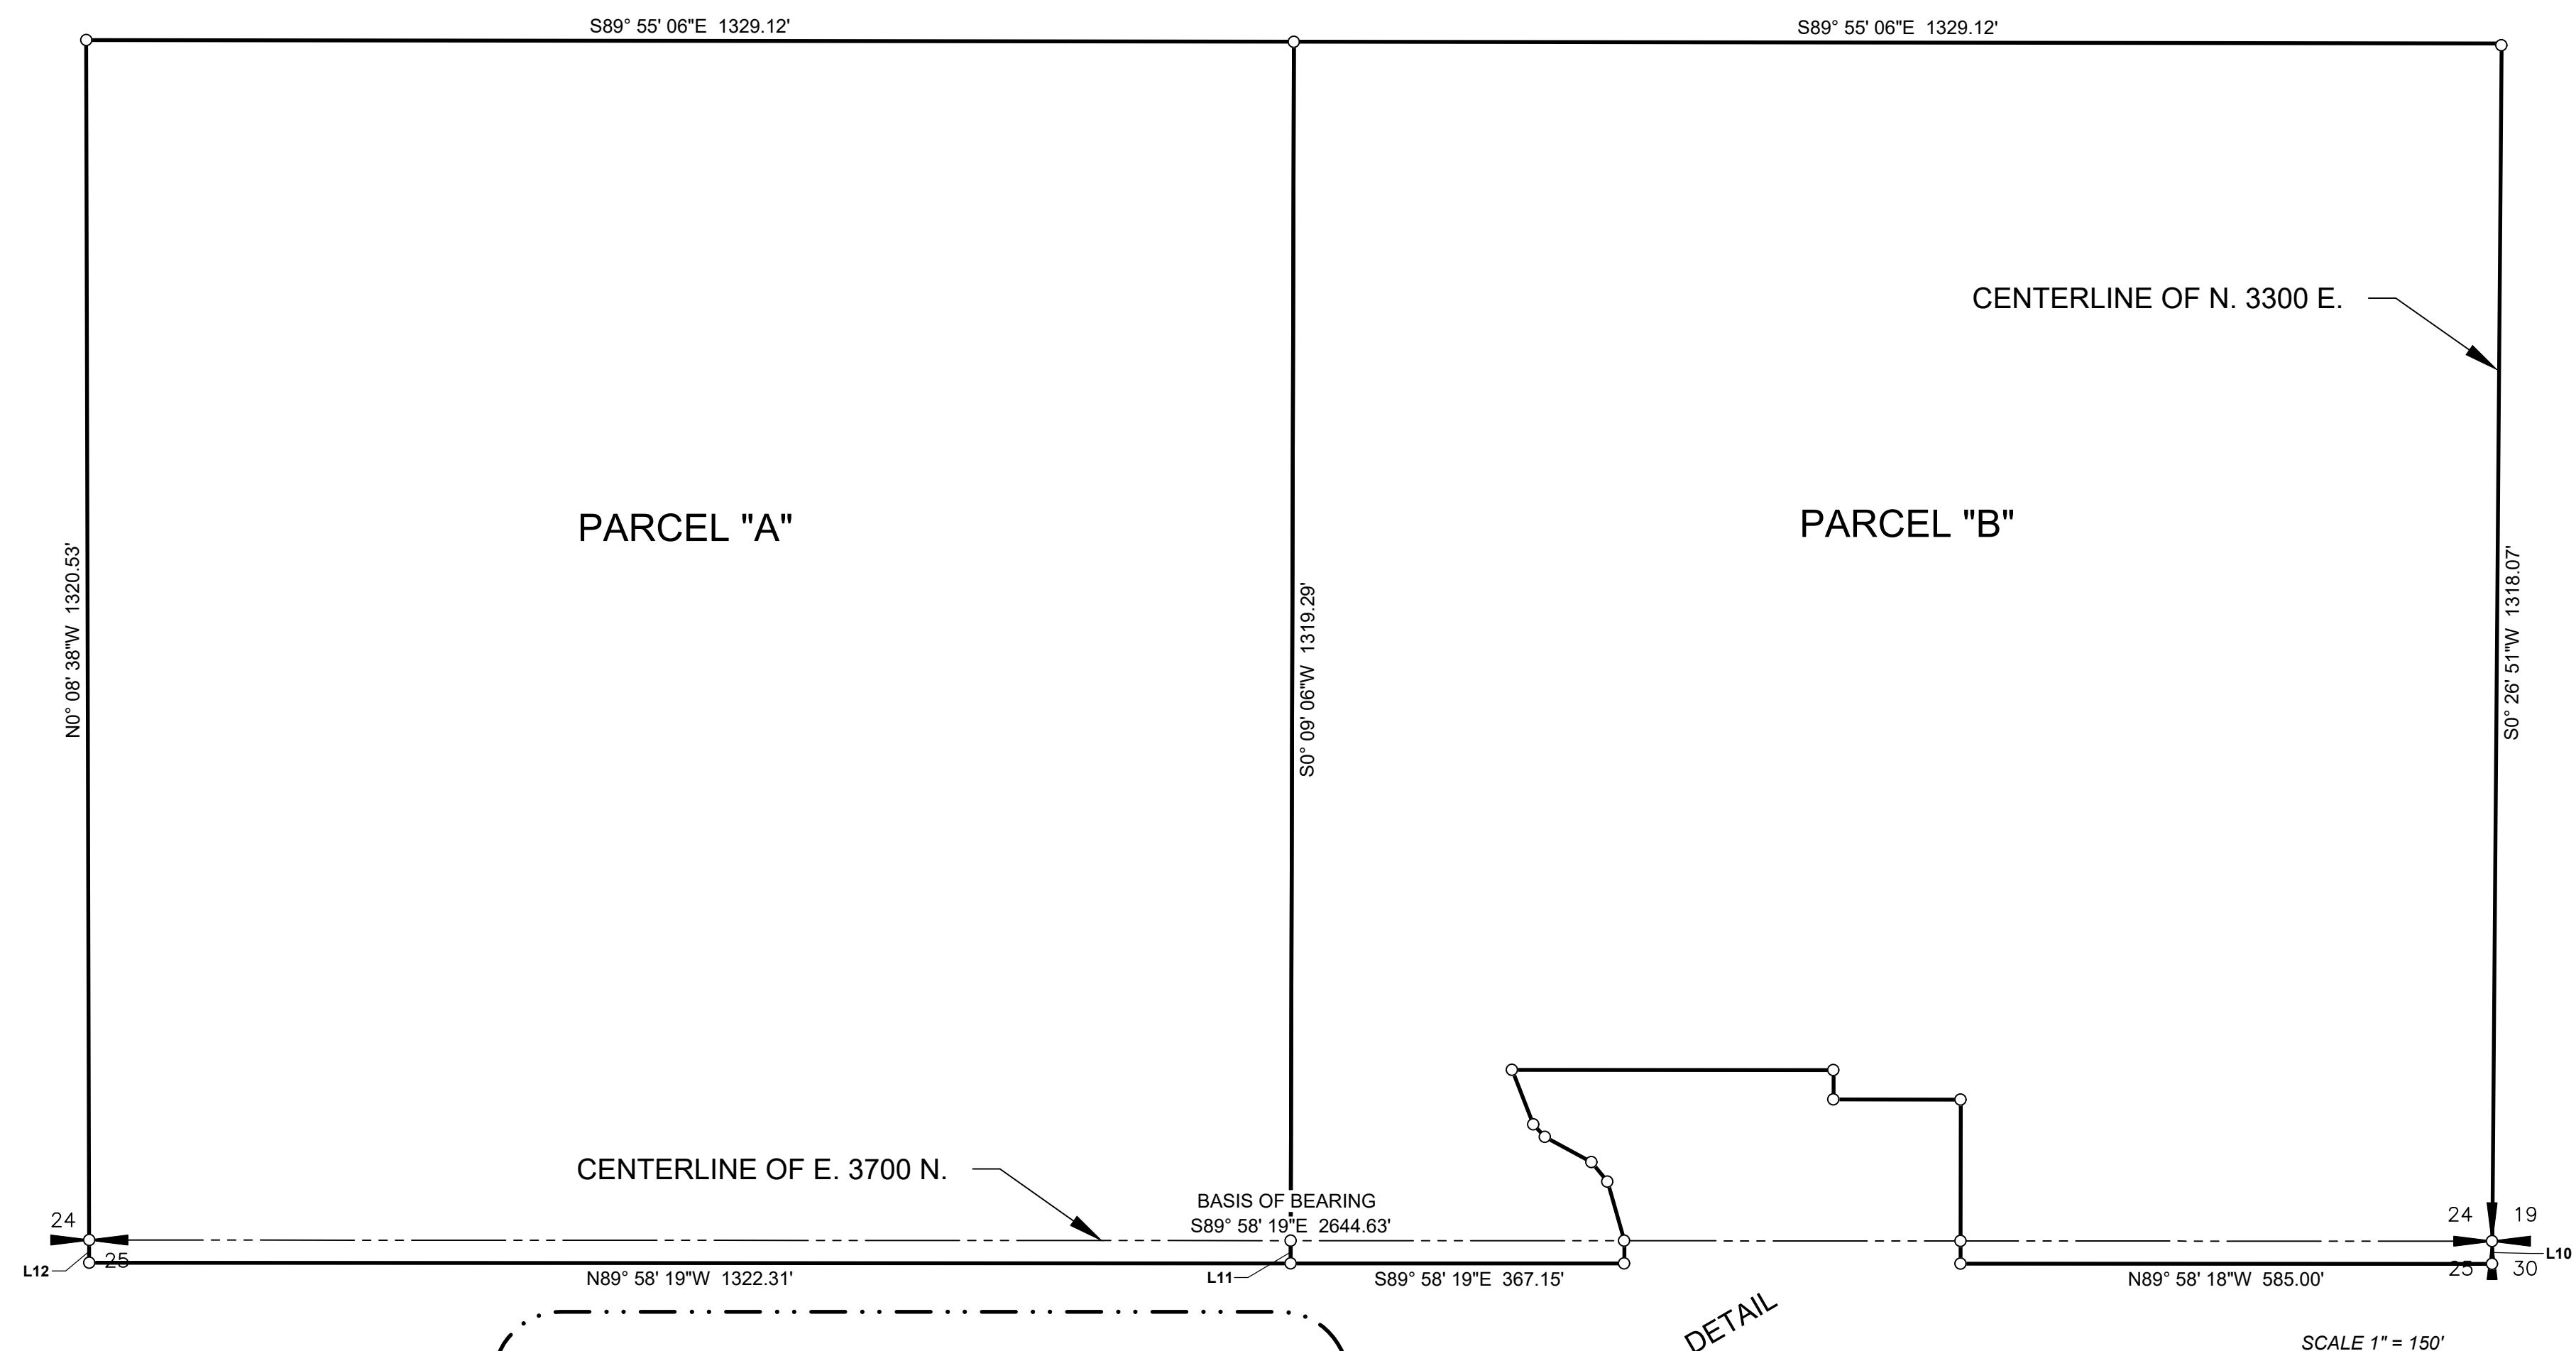 S89° 55' 06"E 1329.12'
S89° 55' 06"E 1329.12'
CENTERLINE OF N. 3300 E.
PARCEL "A"
PARCEL "B"
N0° 08' 38"W 1320.53'
S0° 09' 06"W 1319.29'
S0° 26' 51"W 1318.07'
CENTERLINE OF E. 3700 N.
BASIS OF BEARING
S89° 58' 19"E 2644.63'
24
25
24
19
25
30
L12
L11
L10
N89° 58' 19"W 1322.31'
S89° 58' 19"E 367.15'
N89° 58' 18"W 585.00'
DETAIL
SCALE 1" = 150'